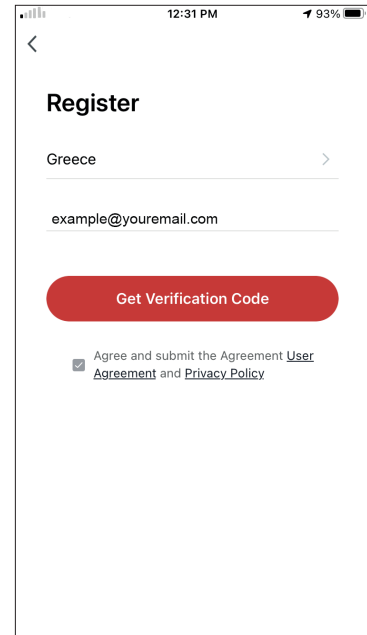 12:31 PM 93%
Register
Greece
example@youremail.com
Get Verification Code
Agree and submit the Agreement User
Agreement and Privacy Policy